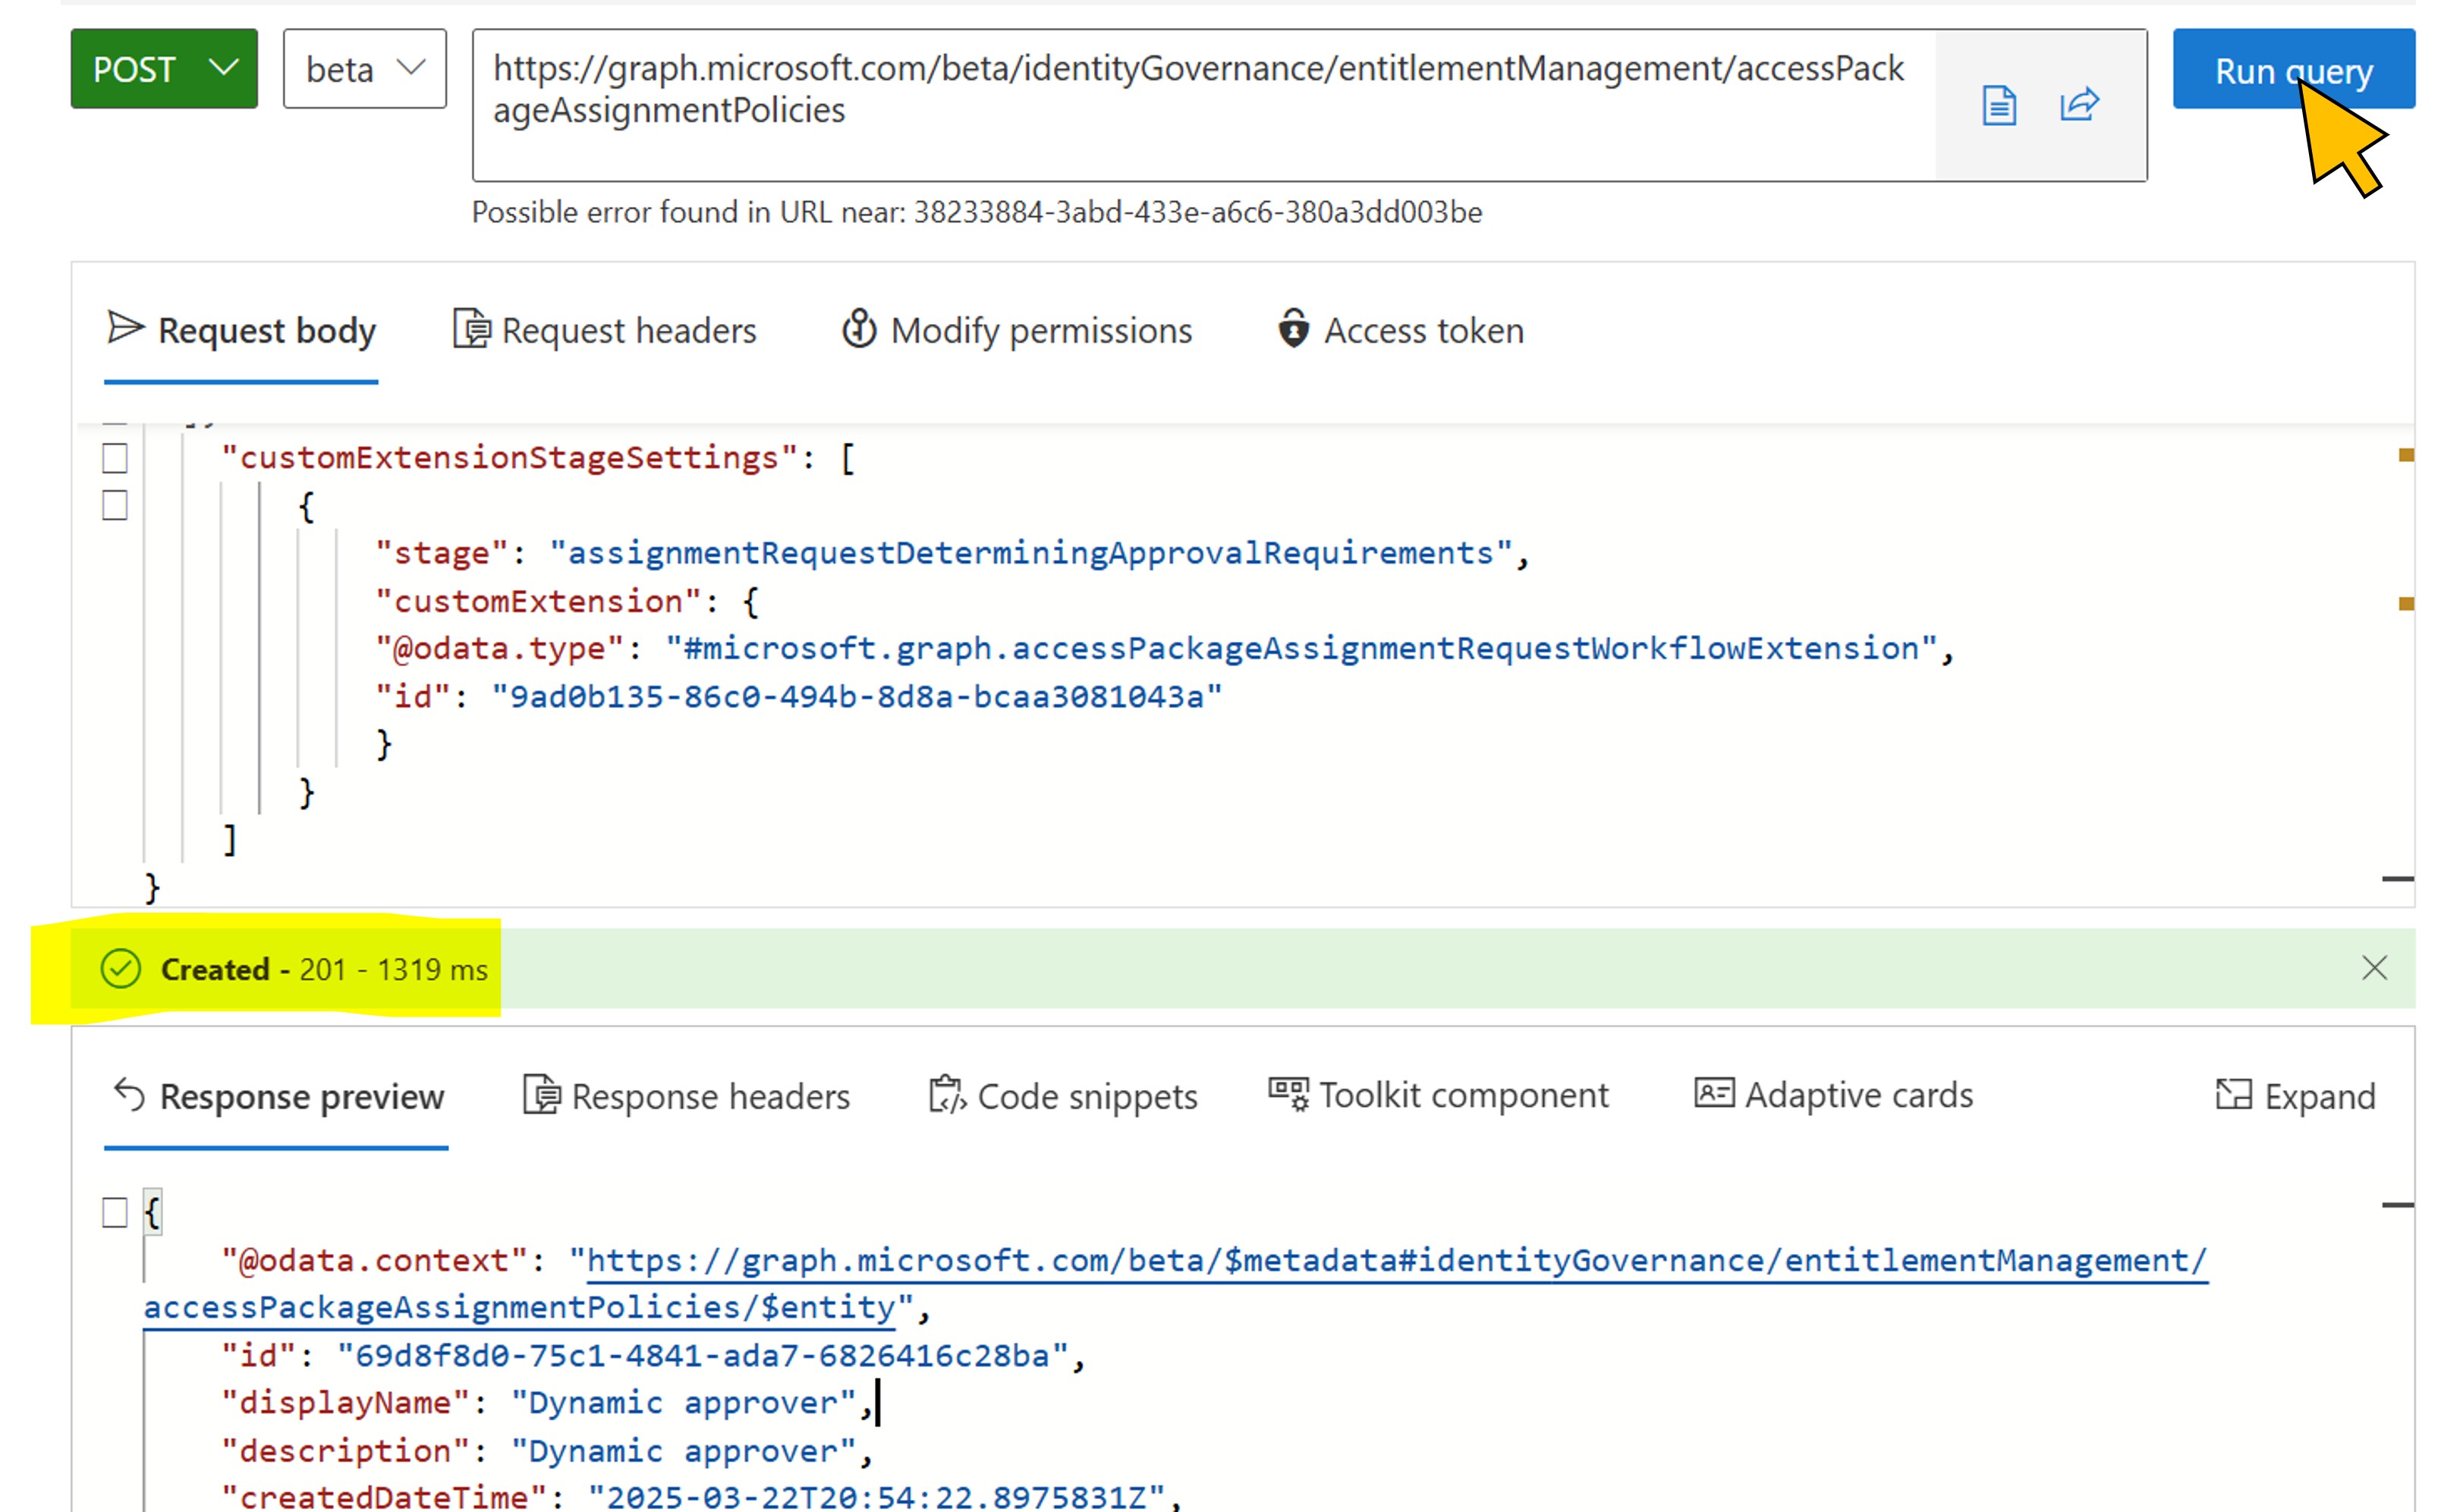 POST beta https://graph.microsoft.com/beta/identityGovernance/entitlementManagement/accessPack
ageAssignmentPolicies
Run query
Possible error found in URL near: 38233884-3abd-433e-a6c6-380a3dd003be
Request body Request headers Modify permissions Access token
"customExtensionStageSettings": [
{
"stage": "assignmentRequestDeterminingApprovalRequirements",
"customExtension": {
"@odata.type": "#microsoft.graph.accessPackageAssignmentRequestWorkflowExtension",
"id": "9ad0b135-86c0-494b-8d8a-bcaa3081043a"
}
}
]
}
Created - 201 - 1319 ms
Response preview Response headers Code snippets Toolkit component Adaptive cards Expand
{
"@odata.context": "https://graph.microsoft.com/beta/$metadata#identityGovernance/entitlementManagement/
accessPackageAssignmentPolicies/$entity",
"id": "69d8f8d0-75c1-4841-ada7-6826416c28ba",
"displayName": "Dynamic approver",
"description": "Dynamic approver",
"createdDateTime": "2025-03-22T20:54:22.8975831Z",